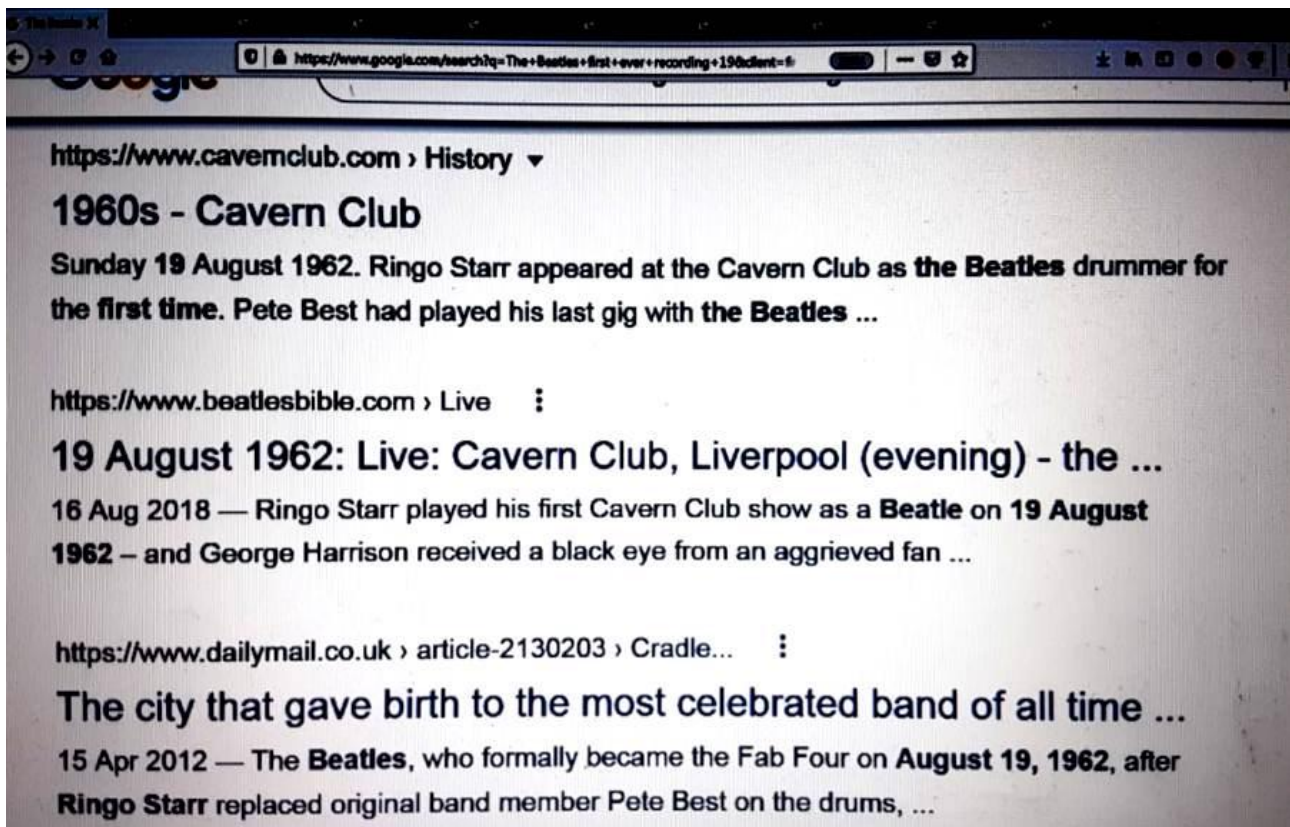 https://www.google.com/search?q=The+Beatles+first+ever+recording+19&client=fi
Google
https://www.cavernclub.com › History
1960s - Cavern Club
Sunday 19 August 1962. Ringo Starr appeared at the Cavern Club as the Beatles drummer for
the first time. Pete Best had played his last gig with the Beatles ...
https://www.beatlesbible.com › Live
19 August 1962: Live: Cavern Club, Liverpool (evening) - the ...
16 Aug 2018 — Ringo Starr played his first Cavern Club show as a Beatle on 19 August
1962 – and George Harrison received a black eye from an aggrieved fan ...
https://www.dailymail.co.uk › article-2130203 › Cradle...
The city that gave birth to the most celebrated band of all time ...
15 Apr 2012 — The Beatles, who formally became the Fab Four on August 19, 1962, after
Ringo Starr replaced original band member Pete Best on the drums, ...